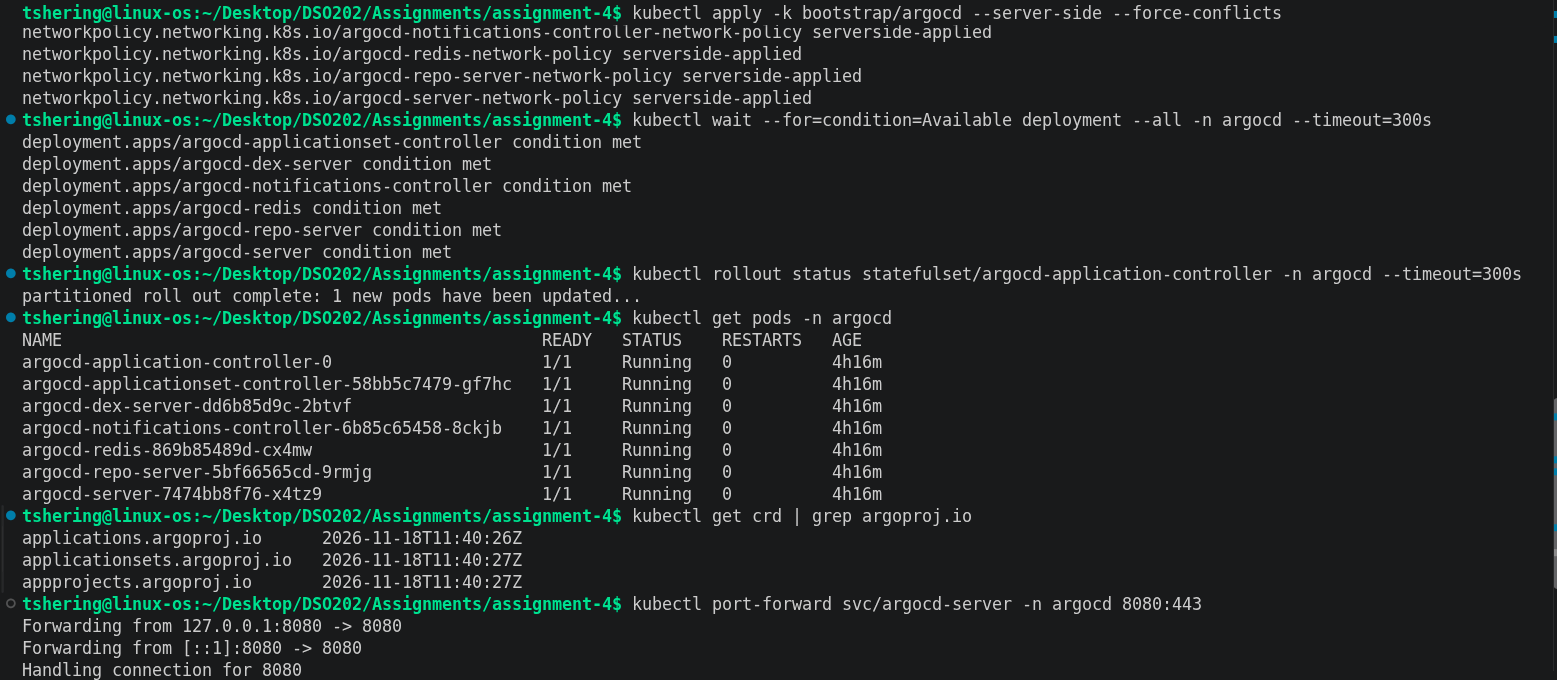 tshering@linux-os:~/Desktop/DSO202/Assignments/assignment-4$ kubectl apply -k bootstrap/argocd --server-side --force-conflicts
networkpolicy.networking.k8s.io/argocd-notifications-controller-network-policy serverside-applied
networkpolicy.networking.k8s.io/argocd-redis-network-policy serverside-applied
networkpolicy.networking.k8s.io/argocd-repo-server-network-policy serverside-applied
networkpolicy.networking.k8s.io/argocd-server-network-policy serverside-applied
tshering@linux-os:~/Desktop/DSO202/Assignments/assignment-4$ kubectl wait --for=condition=Available deployment --all -n argocd --timeout=300s
deployment.apps/argocd-applicationset-controller condition met
deployment.apps/argocd-dex-server condition met
deployment.apps/argocd-notifications-controller condition met
deployment.apps/argocd-redis condition met
deployment.apps/argocd-repo-server condition met
deployment.apps/argocd-server condition met
tshering@linux-os:~/Desktop/DSO202/Assignments/assignment-4$ kubectl rollout status statefulset/argocd-application-controller -n argocd --timeout=300s
partitioned roll out complete: 1 new pods have been updated...
tshering@linux-os:~/Desktop/DSO202/Assignments/assignment-4$ kubectl get pods -n argocd
NAME                                                READY   STATUS    RESTARTS   AGE
argocd-application-controller-0                     1/1     Running   0          4h16m
argocd-applicationset-controller-58bb5c7479-gf7hc   1/1     Running   0          4h16m
argocd-dex-server-dd6b85d9c-2btvf                   1/1     Running   0          4h16m
argocd-notifications-controller-6b85c65458-8ckjb    1/1     Running   0          4h16m
argocd-redis-869b85489d-cx4mw                       1/1     Running   0          4h16m
argocd-repo-server-5bf66565cd-9rmjg                 1/1     Running   0          4h16m
argocd-server-7474bb8f76-x4tz9                      1/1     Running   0          4h16m
tshering@linux-os:~/Desktop/DSO202/Assignments/assignment-4$ kubectl get crd | grep argoproj.io
applications.argoproj.io      2026-11-18T11:40:26Z
applicationsets.argoproj.io   2026-11-18T11:40:27Z
appprojects.argoproj.io       2026-11-18T11:40:27Z
tshering@linux-os:~/Desktop/DSO202/Assignments/assignment-4$ kubectl port-forward svc/argocd-server -n argocd 8080:443
Forwarding from 127.0.0.1:8080 -> 8080
Forwarding from [::1]:8080 -> 8080
Handling connection for 8080